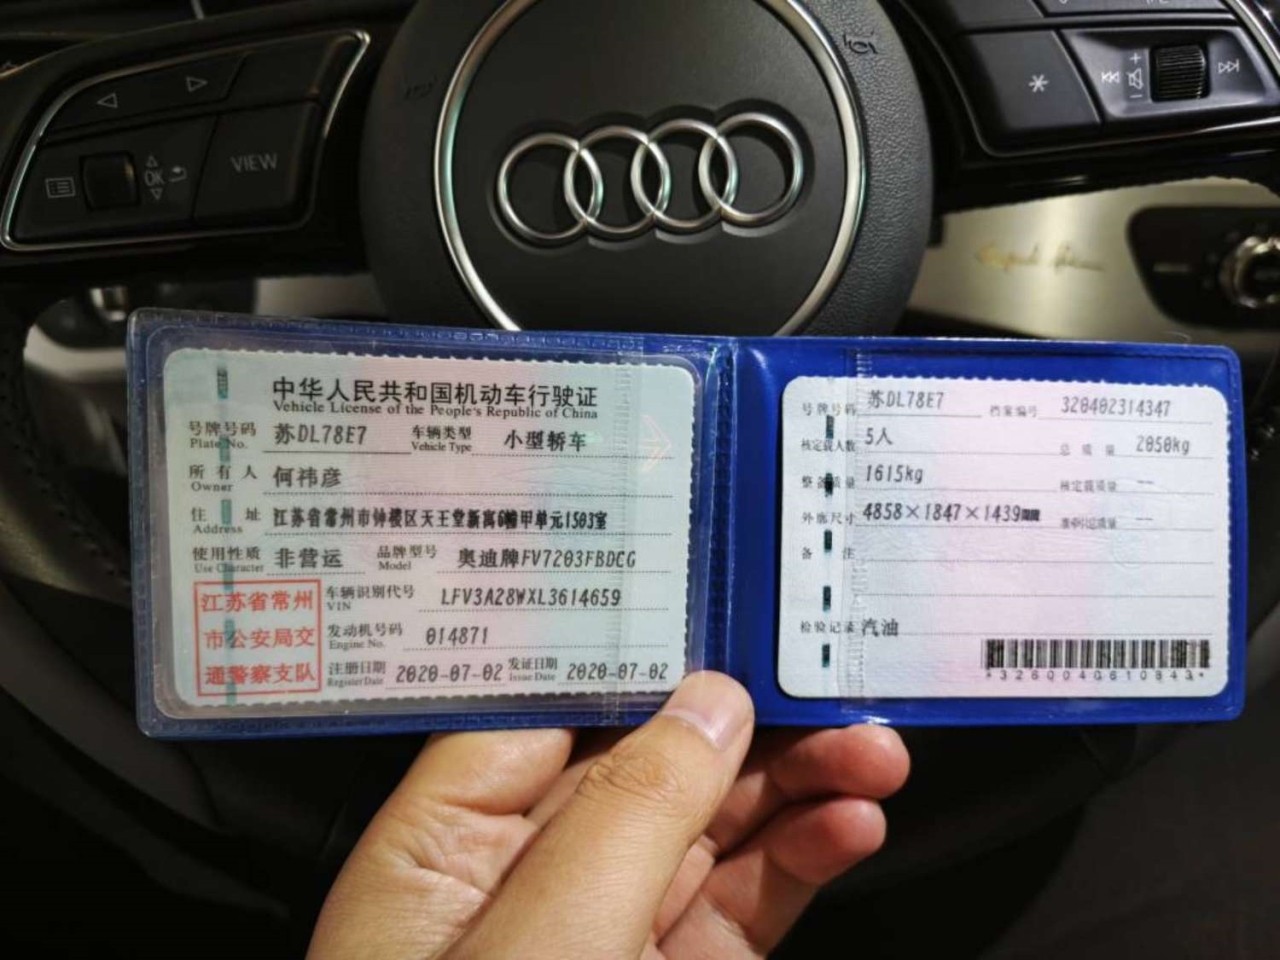 VIEW
OK
中华人民共和国机动车行驶证
Vehicle License of the People's Republic of China
号牌号码 苏DL78E7 车辆类型 小型轿车
Plate No. Vehicle Type
所有人 何祎彦
Owner
住址 江苏省常州市钟楼区天王堂新寓6幢甲单元1503室
Address
使用性质 非营运 品牌型号 奥迪牌FV7203FBDCG
Use Character Model
江苏省常州
市公安局交
通警察支队
车辆识别代号 LFV3A28WXL3614659
VIN
发动机号码 014871
Engine No.
注册日期 2020-07-02 发证日期 2020-07-02
Register Date Issue Date
号牌号码 苏DL78E7 档案编号 320402314347
核定载人数 5人 总质量 2050kg
整备质量 1615kg 核定载质量 --
外廓尺寸 4858×1847×1439mm 准牵引总质量 --
备注
检验记录 汽油
*3260040610843*